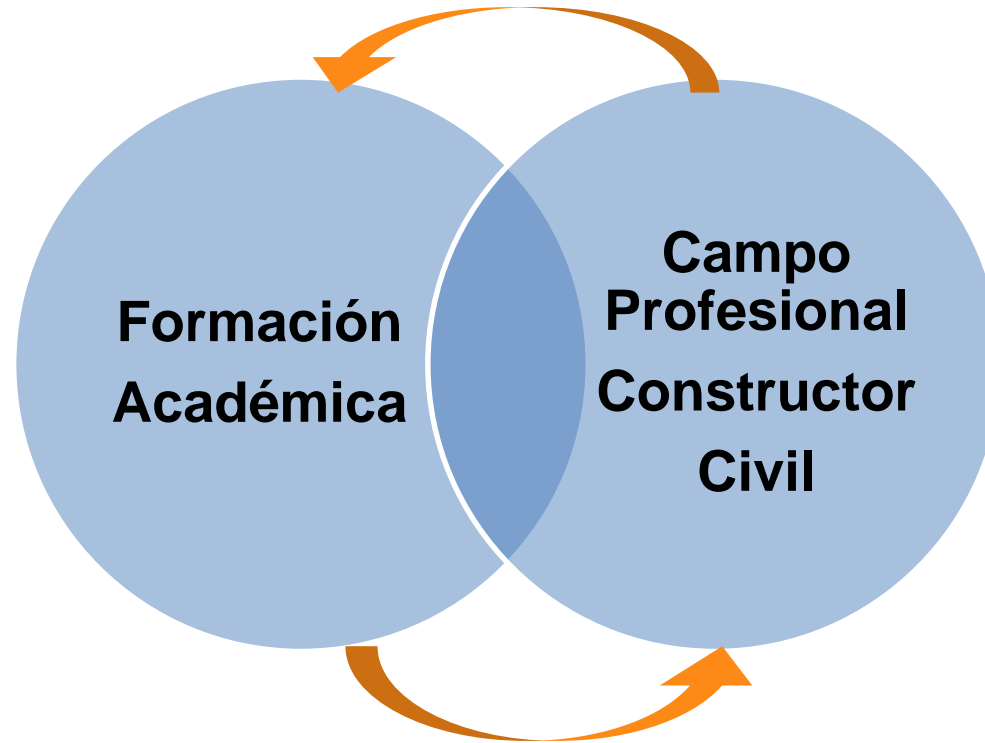 Formación
Académica
Campo
Profesional
Constructor
Civil